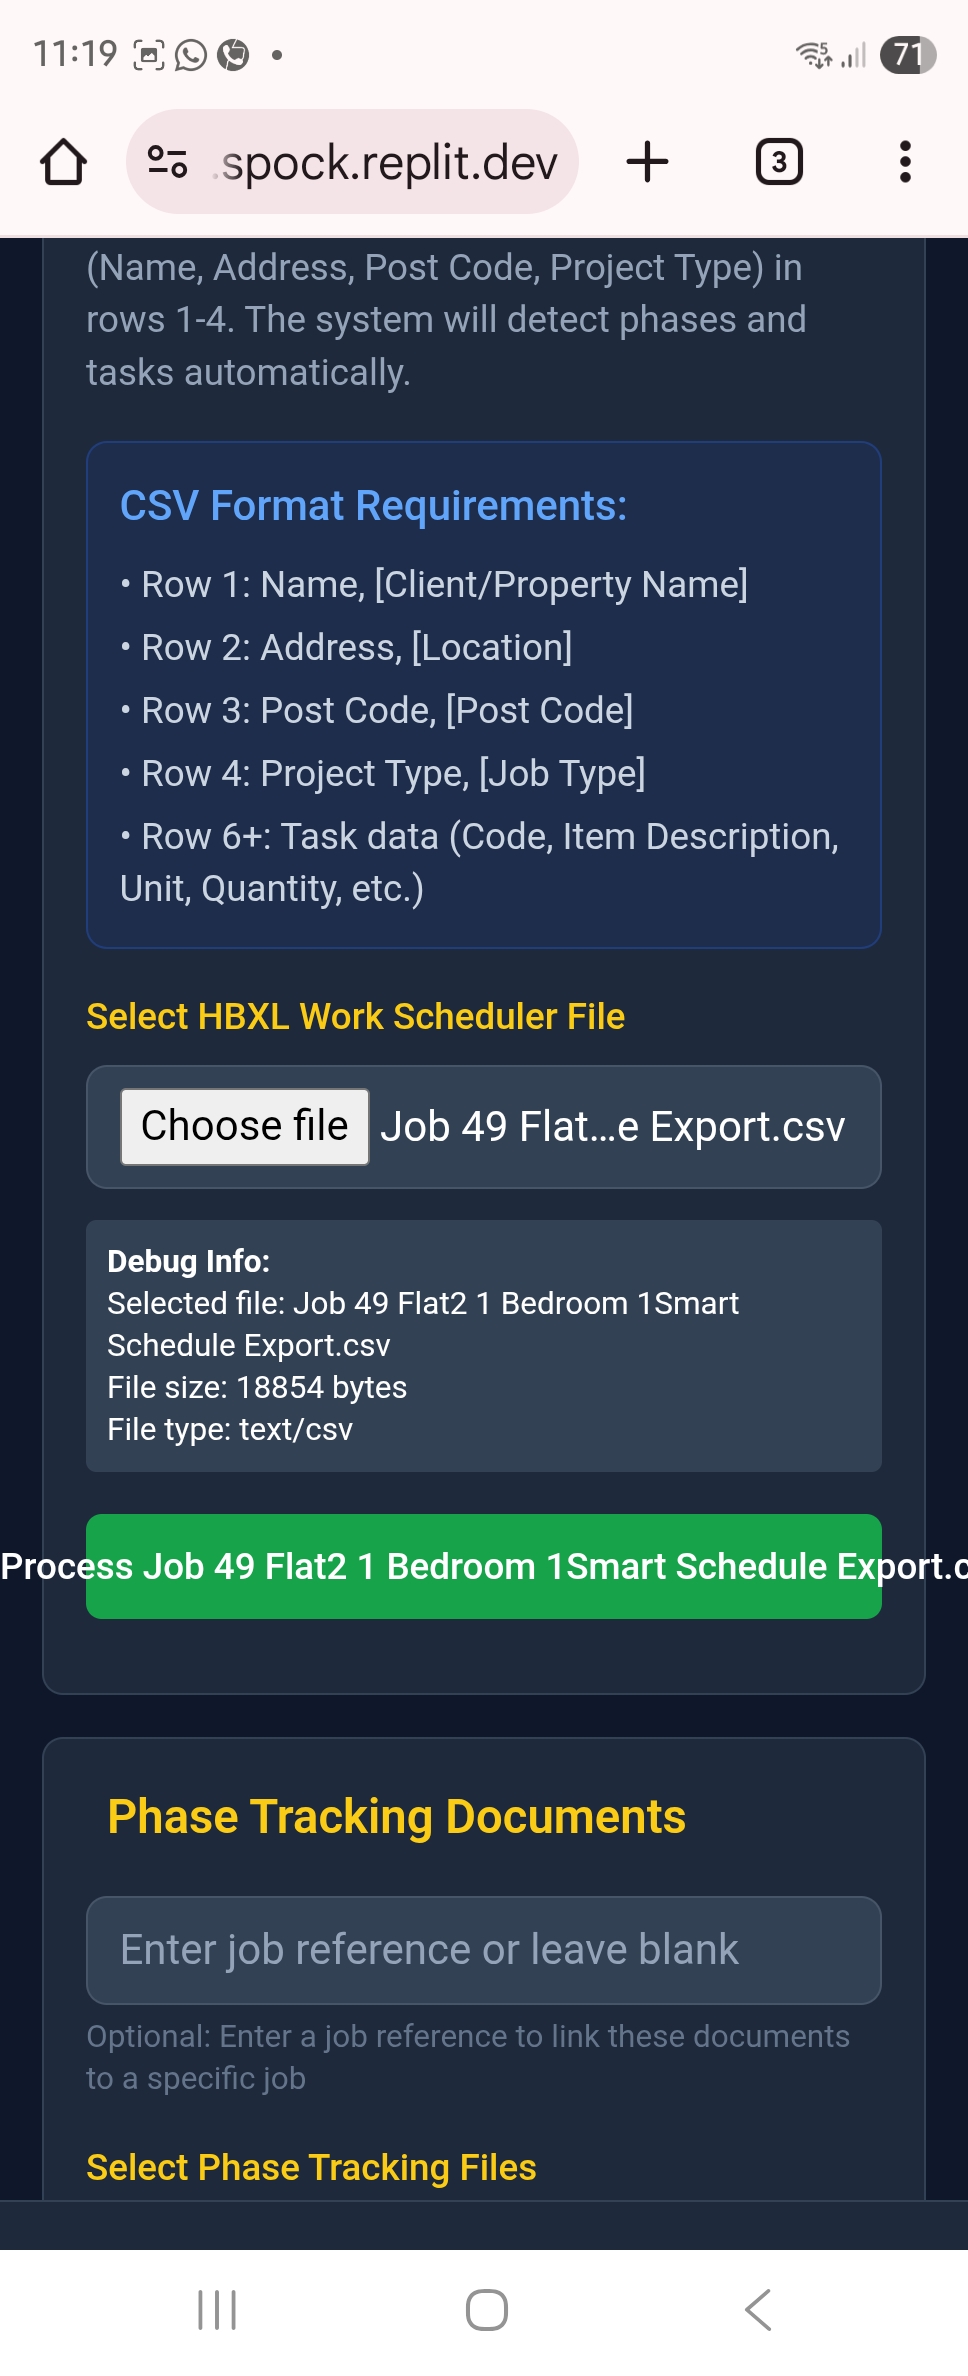 11:19
5
71
.spock.replit.dev
3
(Name, Address, Post Code, Project Type) in
rows 1-4. The system will detect phases and
tasks automatically.
CSV Format Requirements:
• Row 1: Name, [Client/Property Name]
• Row 2: Address, [Location]
• Row 3: Post Code, [Post Code]
• Row 4: Project Type, [Job Type]
• Row 6+: Task data (Code, Item Description,
Unit, Quantity, etc.)
Select HBXL Work Scheduler File
Choose file Job 49 Flat...e Export.csv
Debug Info:
Selected file: Job 49 Flat2 1 Bedroom 1Smart
Schedule Export.csv
File size: 18854 bytes
File type: text/csv
Process Job 49 Flat2 1 Bedroom 1Smart Schedule Export.c
Phase Tracking Documents
Enter job reference or leave blank
Optional: Enter a job reference to link these documents
to a specific job
Select Phase Tracking Files